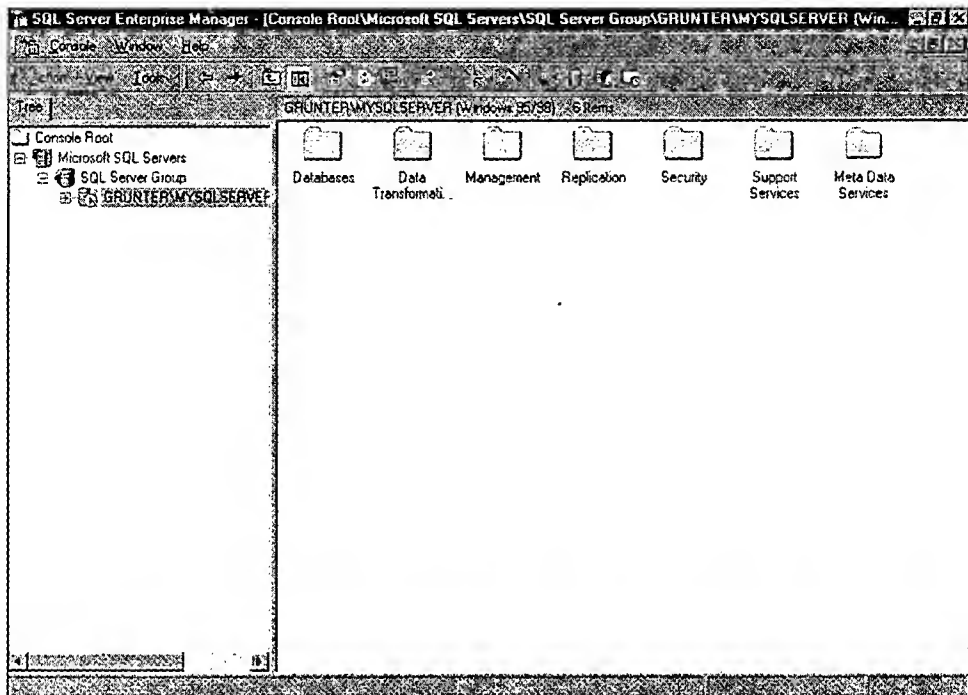 SQL Server Enterprise Manager - [Console Root\Microsoft SQL Servers\SQL Server Group\GRUNTER\MYSQLSERVER (Win...
Console Window Help
Action View Tools
Tree
GRUNTER\MYSQLSERVER (Windows 95/98) 6 Items
Console Root
Microsoft SQL Servers
SQL Server Group
GRUNTER\MYSQLSERVER
Databases
Data Transformati...
Management
Replication
Security
Support Services
Meta Data Services